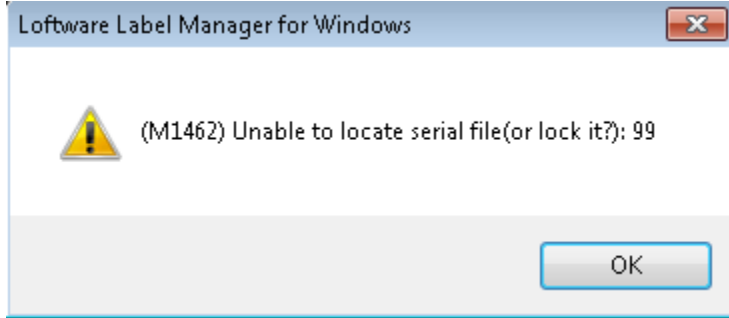 Loftware Label Manager for Windows
(M1462) Unable to locate serial file(or lock it?): 99
OK